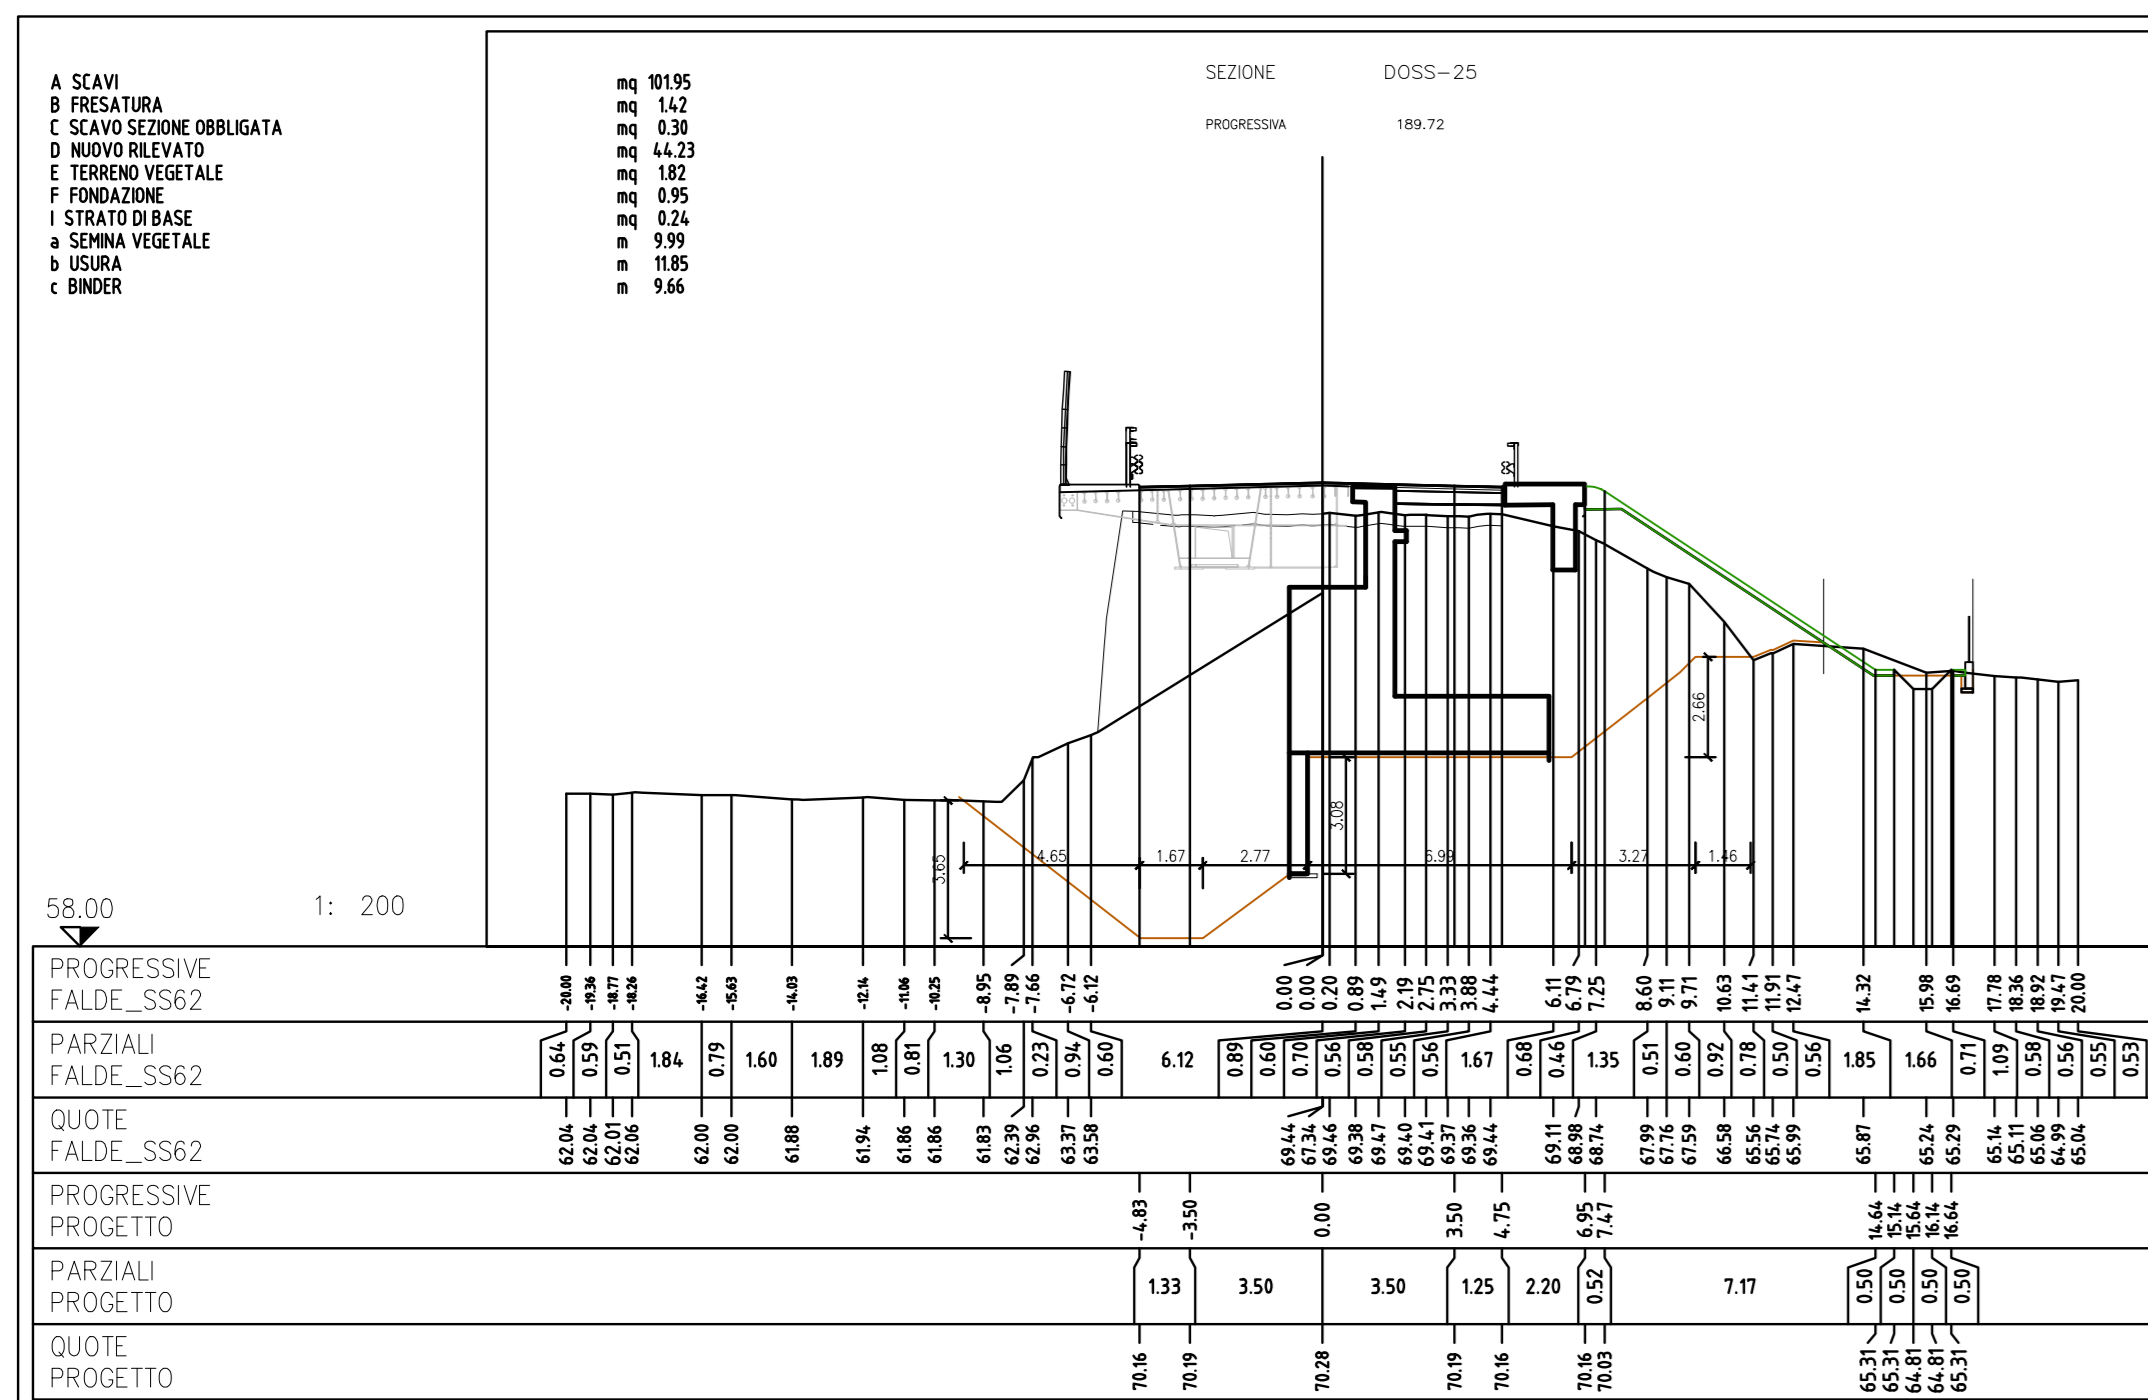 SEZIONE DOSS-25
PROGRESSIVA 189.72
A SCAVI mq 101.95
B FRESATURA mq 1.42
C SCAVO SEZIONE OBBLIGATA mq 0.30
D NUOVO RILEVATO mq 44.23
E TERRENO VEGETALE mq 1.82
F FONDAZIONE mq 0.95
I STRATO DI BASE mq 0.24
a SEMINA VEGETALE m 9.99
b USURA m 11.85
c BINDER m 9.66
2.66
3.08
3.65
4.65 1.67 2.77 6.99 3.27 1.46
58.00 1: 200
PROGRESSIVE
FALDE_SS62
-20.00 -19.36 -18.77 -18.26 -16.42 -15.63 -14.03 -12.14 -11.06 -10.25 -8.95 -7.89 -7.66 -6.72 -6.12 0.00 0.00 0.20 0.89 1.49 2.19 2.75 3.33 3.88 4.44 6.11 6.79 7.25 8.60 9.11 9.71 10.63 11.41 11.91 12.47 14.32 15.98 16.69 17.78 18.36 18.92 19.47 20.00
PARZIALI
FALDE_SS62
0.64 0.59 0.51 1.84 0.79 1.60 1.89 1.08 0.81 1.30 1.06 0.23 0.94 0.60 6.12 0.89 0.60 0.70 0.56 0.58 0.55 0.56 1.67 0.68 0.46 1.35 0.51 0.60 0.92 0.78 0.50 0.56 1.85 1.66 0.71 1.09 0.58 0.56 0.55 0.53
QUOTE
FALDE_SS62
62.04 62.04 62.01 62.06 62.00 62.00 61.88 61.94 61.86 61.86 61.83 62.39 62.96 63.37 63.58 69.44 67.34 69.46 69.38 69.47 69.40 69.41 69.37 69.36 69.44 69.11 68.98 68.74 67.99 67.76 67.59 66.58 65.56 65.74 65.99 65.87 65.24 65.29 65.14 65.11 65.06 64.99 65.04
PROGRESSIVE
PROGETTO
-4.83 -3.50 0.00 3.50 4.75 6.95 7.47 14.64 15.14 15.64 16.14 16.64
PARZIALI
PROGETTO
1.33 3.50 3.50 1.25 2.20 0.52 7.17 0.50 0.50 0.50 0.50
QUOTE
PROGETTO
70.16 70.19 70.28 70.19 70.16 70.16 70.03 65.31 65.31 64.81 64.81 65.31